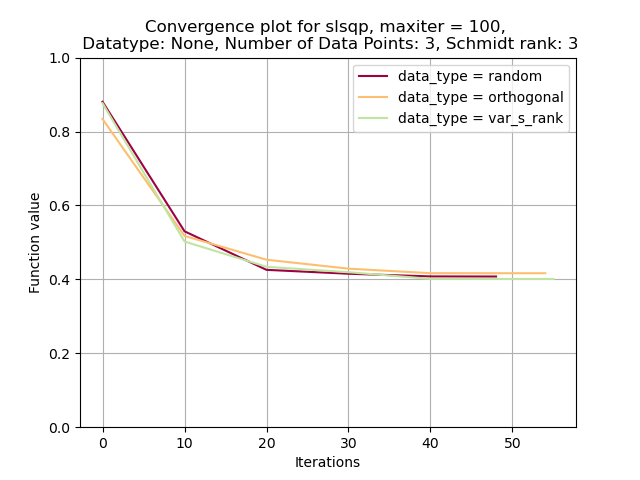 Convergence plot for slsqp, maxiter = 100,
Datatype: None, Number of Data Points: 3, Schmidt rank: 3
data_type = random
data_type = orthogonal
data_type = var_s_rank
Function value
1.0
0.8
0.6
0.4
0.2
0.0
0 10 20 30 40 50
Iterations